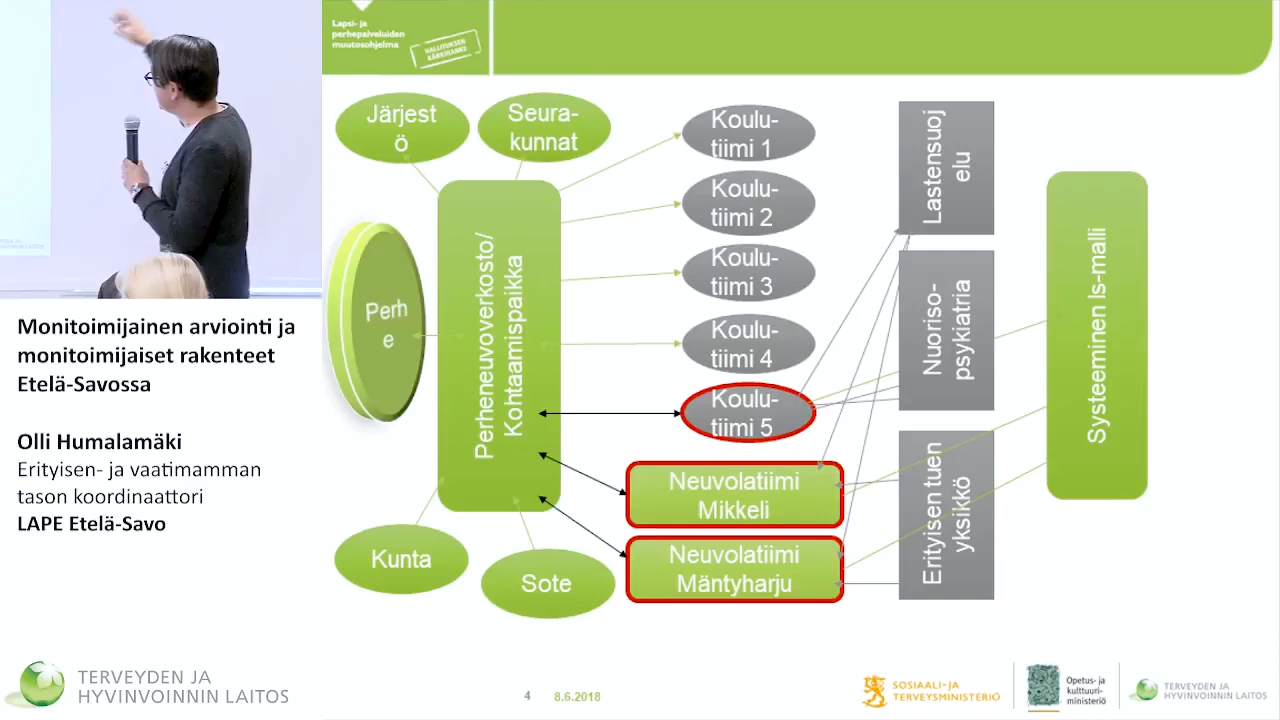 Lapsi- ja
perhepalveluiden
muutosohjelma
HALLITUKSEN
KÄRKIHANKE
Järjest
ö
Seura-
kunnat
Perh
e
Perheneuvoverkosto/
Kohtaamispaikka
Kunta
Sote
Koulu-
tiimi 1
Koulu-
tiimi 2
Koulu-
tiimi 3
Koulu-
tiimi 4
Koulu-
tiimi 5
Neuvolatiimi
Mikkeli
Neuvolatiimi
Mäntyharju
Lastensuoj
elu
Nuoriso-
psykiatria
Erityisen tuen
yksikkö
Systeeminen ls-malli
Monitoimijainen arviointi ja
monitoimijaiset rakenteet
Etelä-Savossa
Olli Humalamäki
Erityisen- ja vaatimamman
tason koordinaattori
LAPE Etelä-Savo
TERVEYDEN JA
HYVINVOINNIN LAITOS
4
8.6.2018
SOSIAALI- JA
TERVEYSMINISTERIÖ
Opetus- ja
kulttuuri-
ministeriö
TERVEYDEN JA
HYVINVOINNIN LAITOS